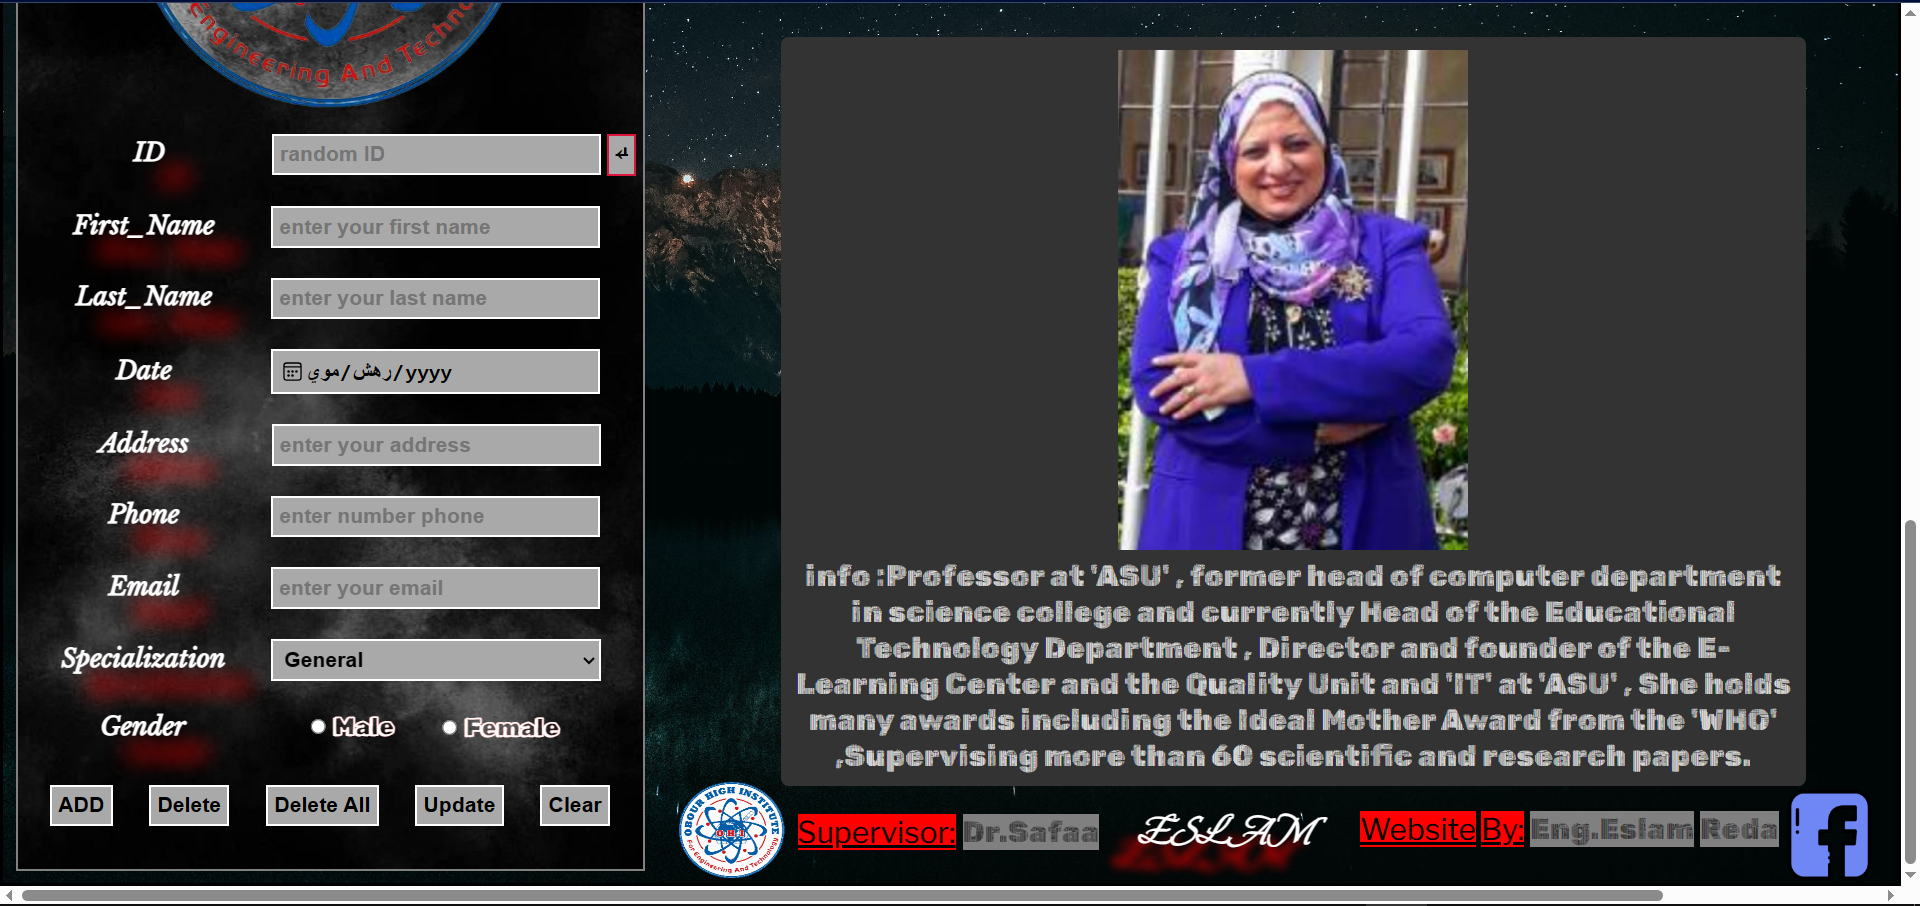 Engineering And Techno
ID
random ID
First_Name
enter your first name
Last_Name
enter your last name
Date
رهش/موي/yyyy
Address
enter your address
Phone
enter number phone
Email
enter your email
Specialization
General
Gender
Male
Female
ADD
Delete
Delete All
Update
Clear
info :Professor at 'ASU' , former head of computer department
in science college and currently Head of the Educational
Technology Department , Director and founder of the E-
Learning Center and the Quality Unit and 'IT' at 'ASU' , She holds
many awards including the Ideal Mother Award from the 'WHO'
,Supervising more than 60 scientific and research papers.
OBOUR HIGH INSTITUTE
OHI
For Engineering And Technology
Supervisor: Dr.Safaa
ESLAM
Website By: Eng.Eslam Reda